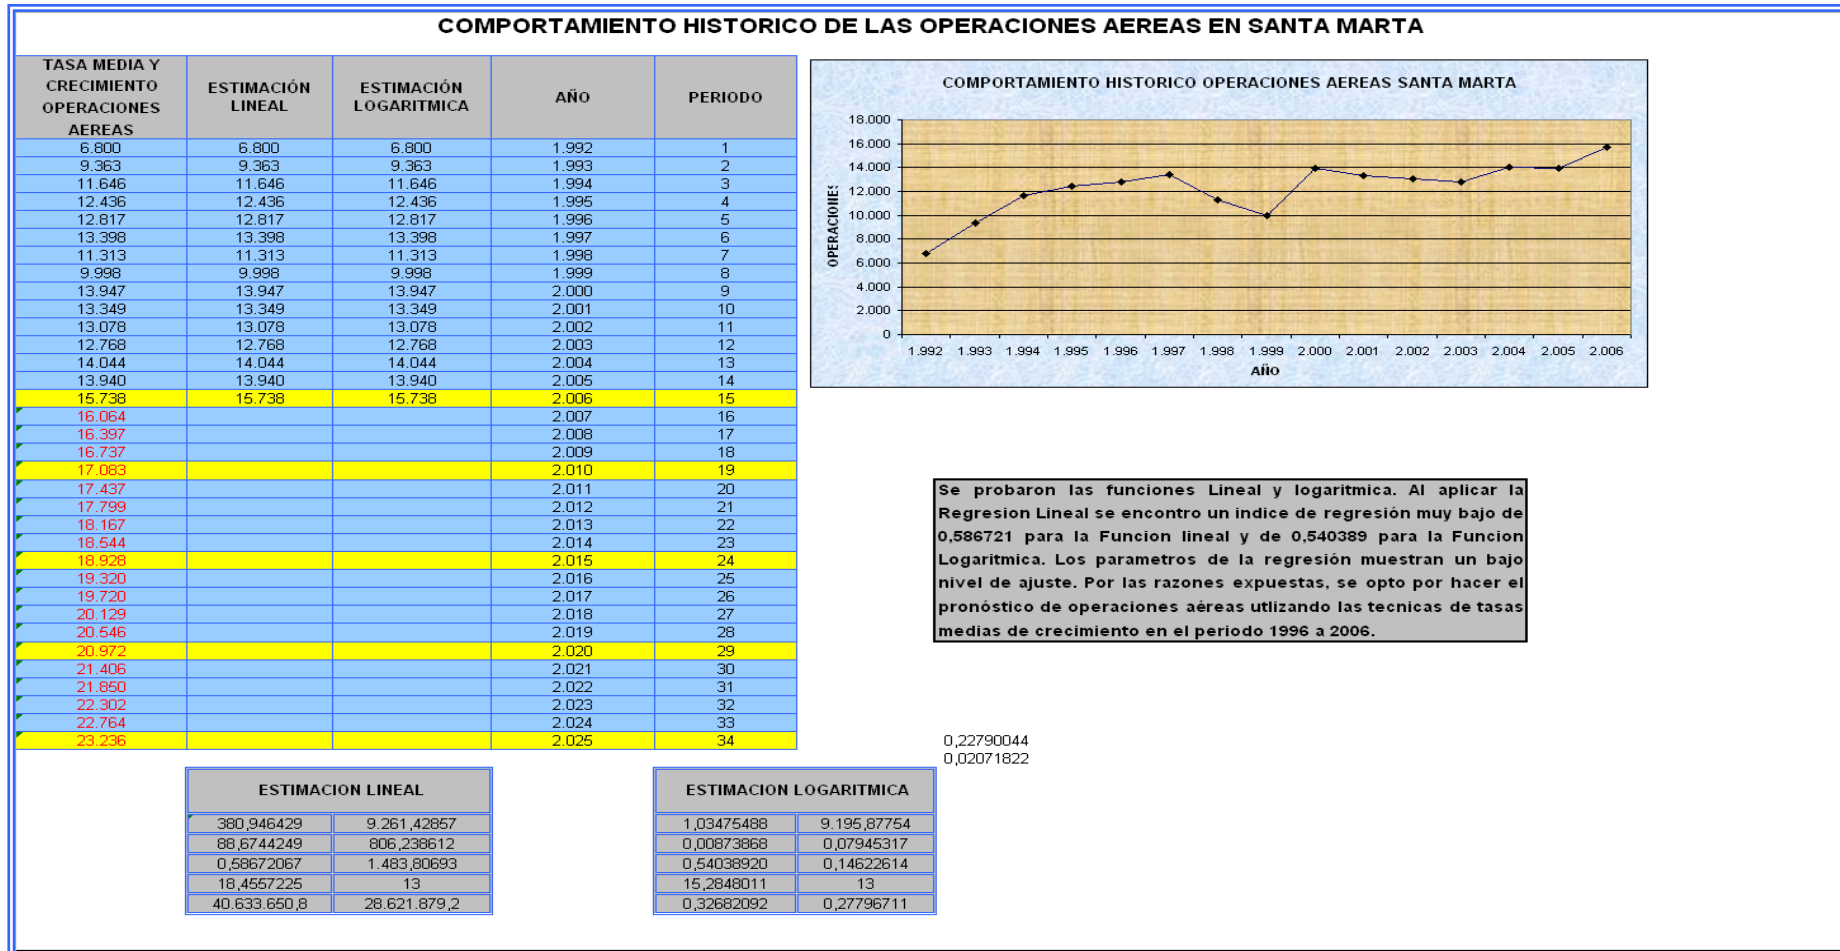 COMPORTAMIENTO HISTORICO DE LAS OPERACIONES AEREAS EN SANTA MARTA
TASA MEDIA Y CRECIMIENTO OPERACIONES AEREAS ESTIMACIÓN LINEAL ESTIMACIÓN LOGARITMICA AÑO PERIODO
6.800 6.800 6.800 1.992 1
9.363 9.363 9.363 1.993 2
11.646 11.646 11.646 1.994 3
12.436 12.436 12.436 1.995 4
12.817 12.817 12.817 1.996 5
13.398 13.398 13.398 1.997 6
11.313 11.313 11.313 1.998 7
9.998 9.998 9.998 1.999 8
13.947 13.947 13.947 2.000 9
13.349 13.349 13.349 2.001 10
13.078 13.078 13.078 2.002 11
12.768 12.768 12.768 2.003 12
14.044 14.044 14.044 2.004 13
13.940 13.940 13.940 2.005 14
15.738 15.738 15.738 2.006 15
16.064 2.007 16
16.397 2.008 17
16.737 2.009 18
17.083 2.010 19
17.437 2.011 20
17.799 2.012 21
18.167 2.013 22
18.544 2.014 23
18.928 2.015 24
19.320 2.016 25
19.720 2.017 26
20.129 2.018 27
20.546 2.019 28
20.972 2.020 29
21.406 2.021 30
21.850 2.022 31
22.302 2.023 32
22.764 2.024 33
23.236 2.025 34
COMPORTAMIENTO HISTORICO OPERACIONES AEREAS SANTA MARTA
OPERACIONES
18.000
16.000
14.000
12.000
10.000
8.000
6.000
4.000
2.000
0
1.992 1.993 1.994 1.995 1.996 1.997 1.998 1.999 2.000 2.001 2.002 2.003 2.004 2.005 2.006
AÑO
Se probaron las funciones Lineal y logaritmica. Al aplicar la
Regresion Lineal se encontro un indice de regresión muy bajo de
0,586721 para la Funcion lineal y de 0,540389 para la Funcion
Logaritmica. Los parametros de la regresión muestran un bajo
nivel de ajuste. Por las razones expuestas, se opto por hacer el
pronóstico de operaciones aéreas utlizando las tecnicas de tasas
medias de crecimiento en el periodo 1996 a 2006.
0,22790044
0,02071822
ESTIMACION LINEAL
380,946429 9.261,42857
88,6744249 806,238612
0,58672067 1.483,80693
18,4557225 13
40.633.650,8 28.621.879,2
ESTIMACION LOGARITMICA
1,03475488 9.195,87754
0,00873868 0,07945317
0,54038920 0,14622614
15,2848011 13
0,32682092 0,27796711